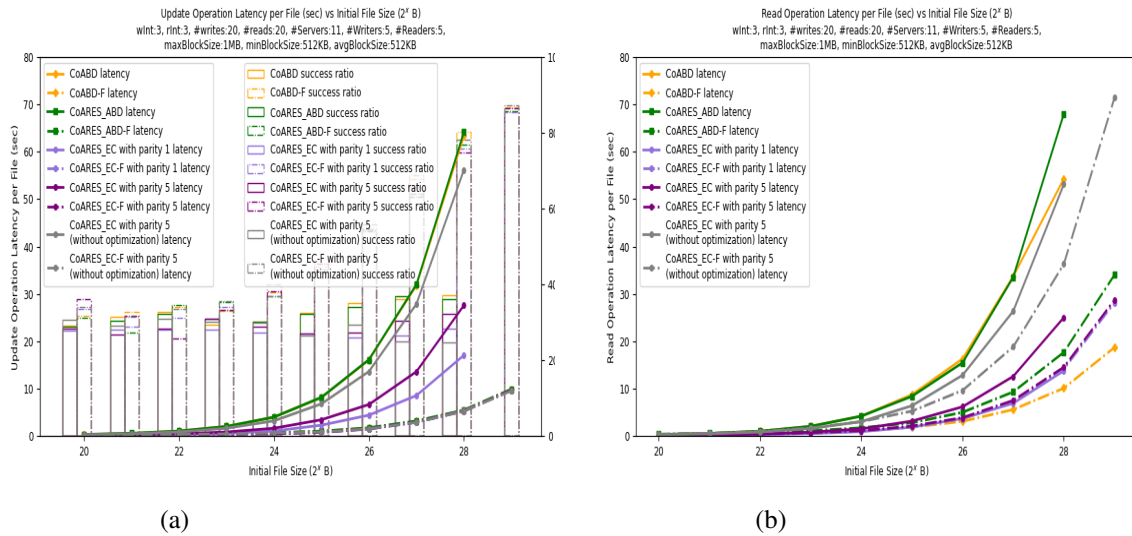 Update Operation Latency per File (sec) vs Initial File Size (2^x B)
wInt:3, rInt:3, #writes:20, #reads:20, #Servers:11, #Writers:5, #Readers:5,
maxBlockSize:1MB, minBlockSize:512KB, avgBlockSize:512KB
Update Operation Latency per File (sec)
80
70
60
50
40
30
20
10
0
CoABD latency
CoABD-F latency
CoARES_ABD latency
CoARES_ABD-F latency
CoARES_EC with parity 1 latency
CoARES_EC-F with parity 1 latency
CoARES_EC with parity 5 latency
CoARES_EC-F with parity 5 latency
CoARES_EC with parity 5
(without optimization) latency
CoARES_EC-F with parity 5
(without optimization) latency
CoABD success ratio
CoABD-F success ratio
CoARES_ABD success ratio
CoARES_ABD-F success ratio
CoARES_EC with parity 1 success ratio
CoARES_EC-F with parity 1 success ratio
CoARES_EC with parity 5 success ratio
CoARES_EC-F with parity 5 success ratio
CoARES_EC with parity 5
(without optimization) success ratio
CoARES_EC-F with parity 5
(without optimization) success ratio
20 22 24 26 28
Initial File Size (2^x B)
(a)
Read Operation Latency per File (sec) vs Initial File Size (2^x B)
wInt:3, rInt:3, #writes:20, #reads:20, #Servers:11, #Writers:5, #Readers:5,
maxBlockSize:1MB, minBlockSize:512KB, avgBlockSize:512KB
Read Operation Latency per File (sec)
80
70
60
50
40
30
20
10
0
CoABD latency
CoABD-F latency
CoARES_ABD latency
CoARES_ABD-F latency
CoARES_EC with parity 1 latency
CoARES_EC-F with parity 1 latency
CoARES_EC with parity 5 latency
CoARES_EC-F with parity 5 latency
CoARES_EC with parity 5
(without optimization) latency
CoARES_EC-F with parity 5
(without optimization) latency
20 22 24 26 28
Initial File Size (2^x B)
(b)